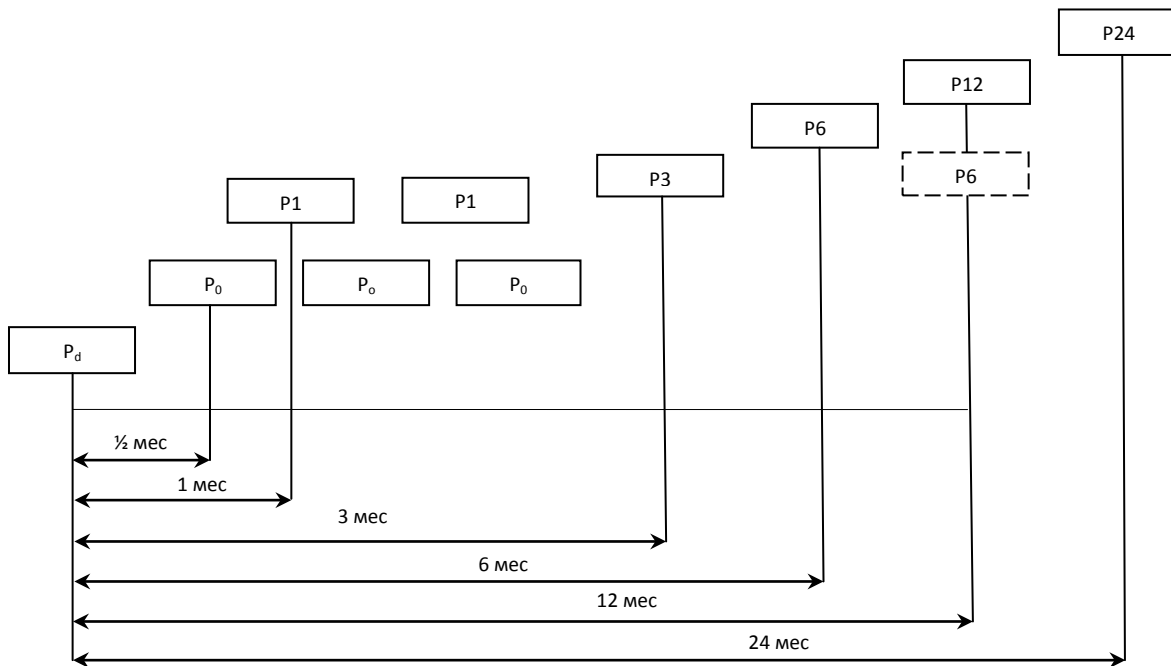 P24
P12
P6
P6
P3
P1
P1
P₀
Pₒ
P₀
P_d
½ мес
1 мес
3 мес
6 мес
12 мес
24 мес